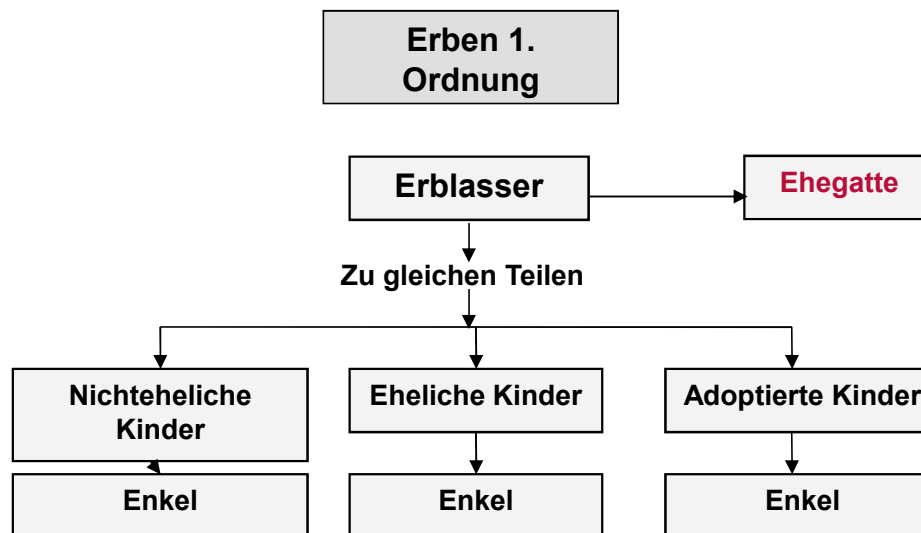 Erben 1.
Ordnung
Erblasser
Ehegatte
Zu gleichen Teilen
Nichteheliche
Kinder
Eheliche Kinder
Adoptierte Kinder
Enkel
Enkel
Enkel